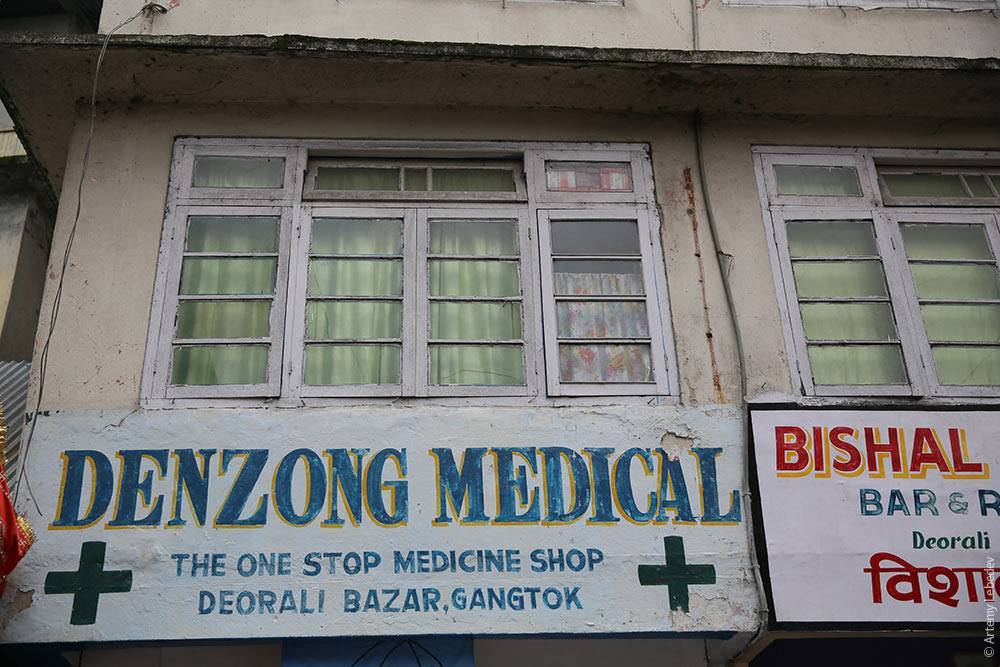 DENZONG MEDICAL
THE ONE STOP MEDICINE SHOP
DEORALI BAZAR, GANGTOK
BISHAL
BAR & R
Deorali
विशा
© Artemy Lebedev